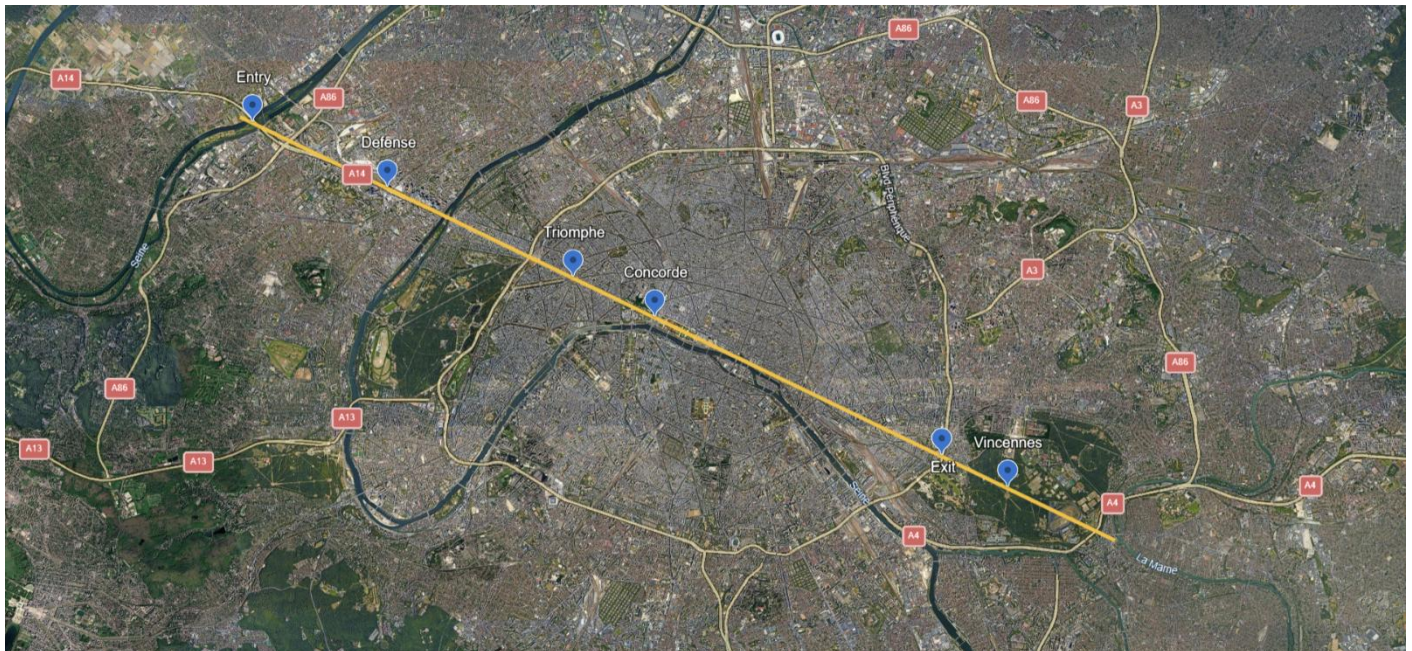 A86
A14
Entry
A86
A86
A3
Defense
A14
Blvd Périphérique
Triomphe
Seine
Concorde
A3
A86
A86
A13
A13
A13
Vincennes
Exit
Seine
A4
A4
A4
La Marne